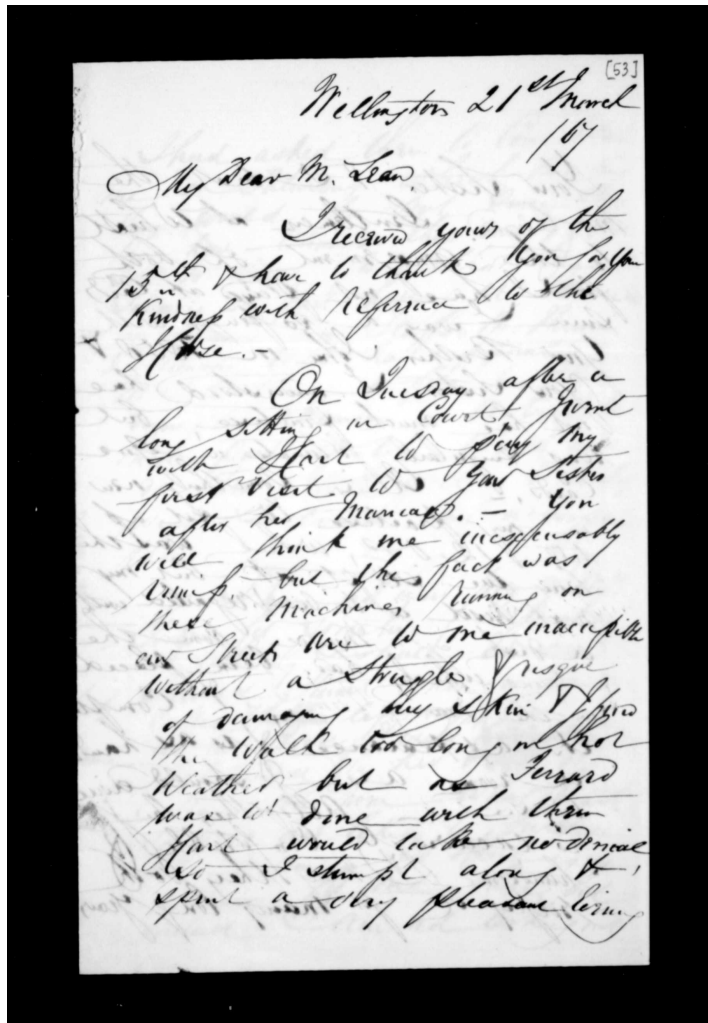 [53]
Wellington 21st March
/67
My Dear McLean
I received yours of the
15th & have to thank you for your
Kindness with reference to the
Horse. —
On Tuesday after a
long sitting in Court I went
with Hart to pay my
first visit to your Sister
after her Marriage. — You
will think me inexcusably
remiss, but the fact was
these Machines running on
our Streets are to me inaccessible
without a struggle & risque
of damaging my skin & I find
the walk too long in hot
Weather but as
was to dine with them
Hart would take no denial
so I stumpt along &
spent a very pleasant Evening